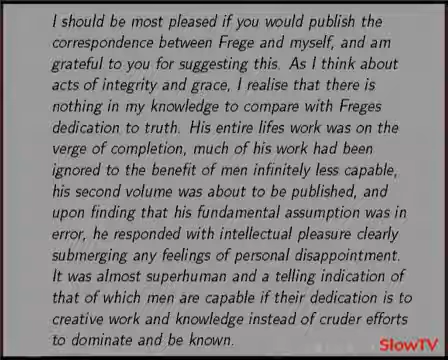 I should be most pleased if you would publish the
correspondence between Frege and myself, and am
grateful to you for suggesting this. As I think about
acts of integrity and grace, I realise that there is
nothing in my knowledge to compare with Freges
dedication to truth. His entire lifes work was on the
verge of completion, much of his work had been
ignored to the benefit of men infinitely less capable,
his second volume was about to be published, and
upon finding that his fundamental assumption was in
error, he responded with intellectual pleasure clearly
submerging any feelings of personal disappointment.
It was almost superhuman and a telling indication of
that of which men are capable if their dedication is to
creative work and knowledge instead of cruder efforts
to dominate and be known.
SlowTV